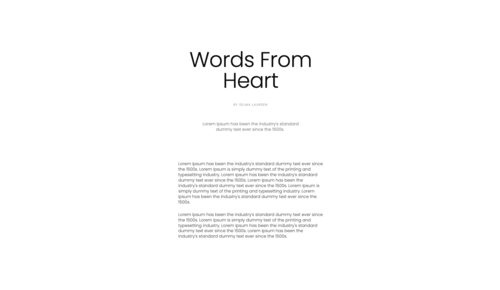 Words From
Heart
Lorem Ipsum has been the industry's standard
dummy text ever since the 1500s.
Lorem Ipsum has been the industry's standard dummy text ever since
the 1500s. Lorem Ipsum is simply dummy text of the printing and
typesetting industry. Lorem Ipsum has been the industry's standard
dummy text ever since the 1500s. Lorem Ipsum has been the
industry's standard dummy text ever since the 1500s. Lorem Ipsum is
simply dummy text of the printing and typesetting industry. Lorem
Ipsum has been the industry's standard dummy text ever since the
1500s.
Lorem Ipsum has been the industry's standard dummy text ever since
the 1500s. Lorem Ipsum is simply dummy text of the printing and
typesetting industry. Lorem Ipsum has been the industry's standard
dummy text ever since the 1500s. Lorem Ipsum has been the industry's
standard dummy text ever since the 1500s.